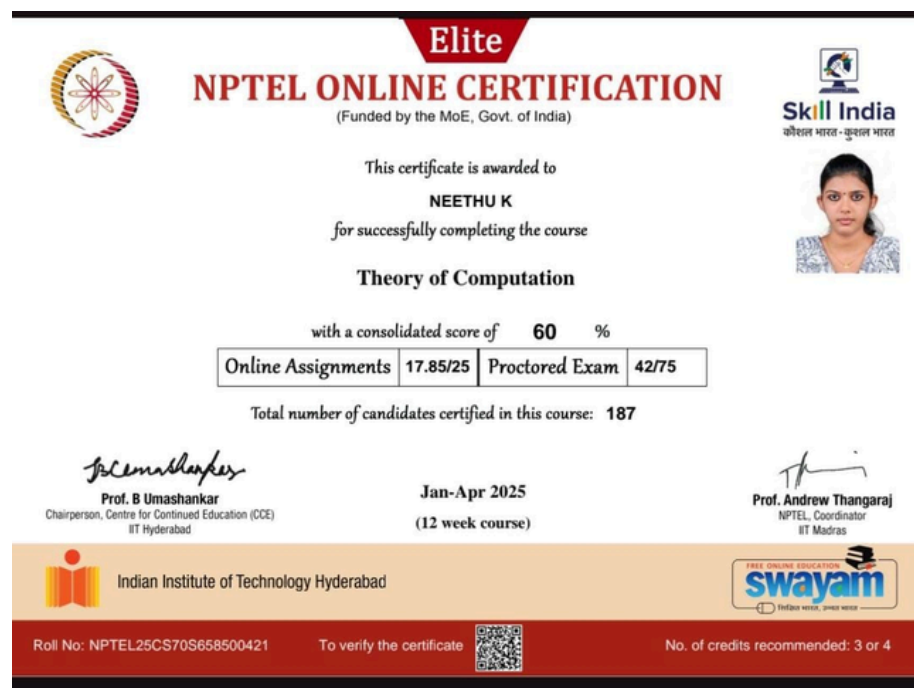 Elite
NPTEL ONLINE CERTIFICATION
(Funded by the MoE, Govt. of India)
Skill India
कौशल भारत - कुशल भारत
This certificate is awarded to
NEETHU K
for successfully completing the course
Theory of Computation
with a consolidated score of 60 %
Online Assignments 17.85/25 Proctored Exam 42/75
Total number of candidates certified in this course: 187
Prof. B Umashankar
Chairperson, Centre for Continued Education (CCE)
IIT Hyderabad
Jan-Apr 2025
(12 week course)
Prof. Andrew Thangaraj
NPTEL, Coordinator
IIT Madras
Indian Institute of Technology Hyderabad
FREE ONLINE EDUCATION
swayam
शिक्षित भारत, उन्नत भारत
Roll No: NPTEL25CS70S658500421
To verify the certificate
No. of credits recommended: 3 or 4